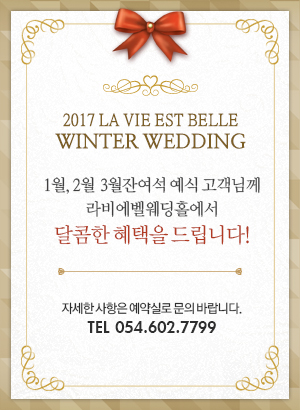 2017 LA VIE EST BELLE
WINTER WEDDING
1월, 2월 3월잔여석 예식 고객님께
라비에벨웨딩홀에서
달콤한 혜택을 드립니다!
자세한 사항은 예약실로 문의 바랍니다.
TEL 054.602.7799